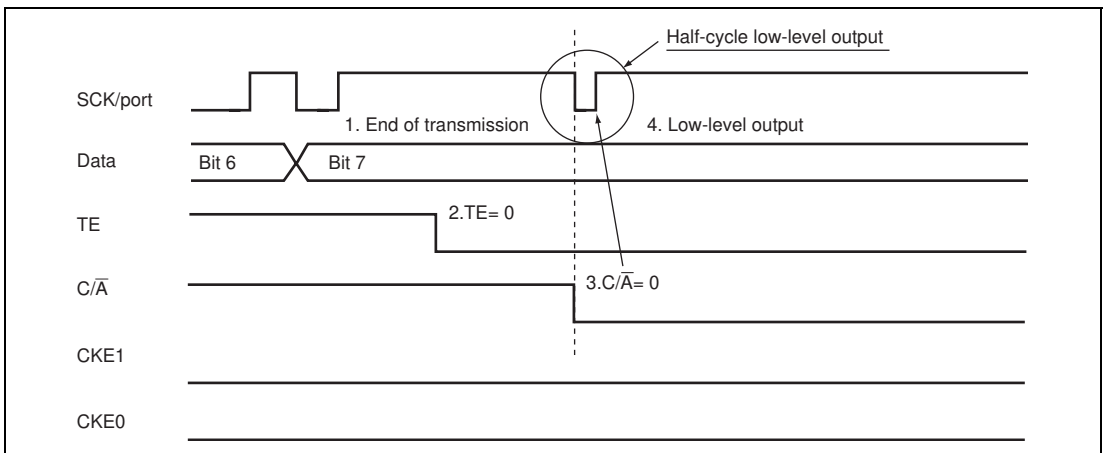 Half-cycle low-level output
SCK/port
1. End of transmission
4. Low-level output
Data
Bit 6
Bit 7
TE
2.TE= 0
C/A̅
3.C/A̅= 0
CKE1
CKE0